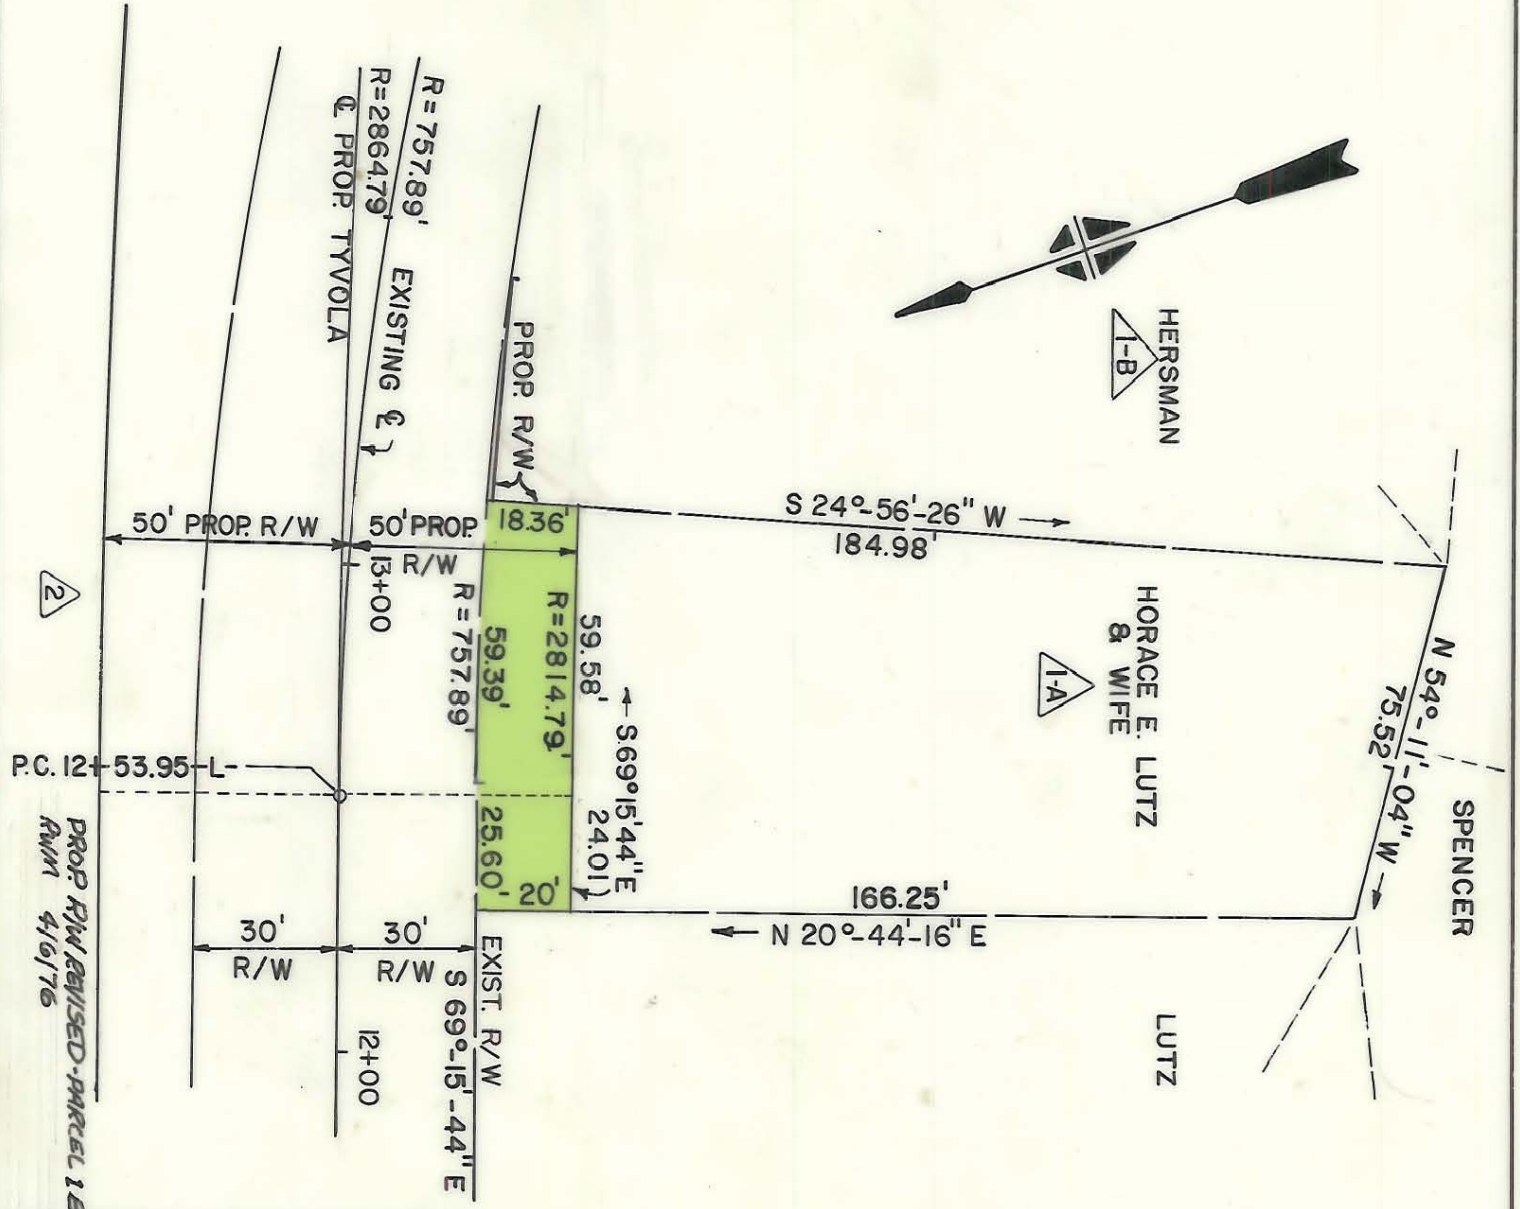 R=757.89'
R=2864.79'
℄ PROP. TYVOLA
EXISTING ℄
PROP. R/W
HERSMAN
1-B
50' PROP. R/W
50' PROP.
R/W
18.36'
S 24°-56'-26" W
184.98'
13+00
R=757.89'
59.39'
R=2814.79'
59.58'
S.69°15'44"E
24.01)
HORACE E. LUTZ
& WIFE
1-A
N 54°-11'-04" W
75.52'
SPENCER
2
P.C. 12+53.95-L-
25.60'
20'
166.25'
N 20°-44'-16" E
30'
R/W
30'
R/W
EXIST. R/W
S 69°-15'-44" E
12+00
LUTZ
PROP. R/W REVISED-PARCEL 1
RWM 4/6/76